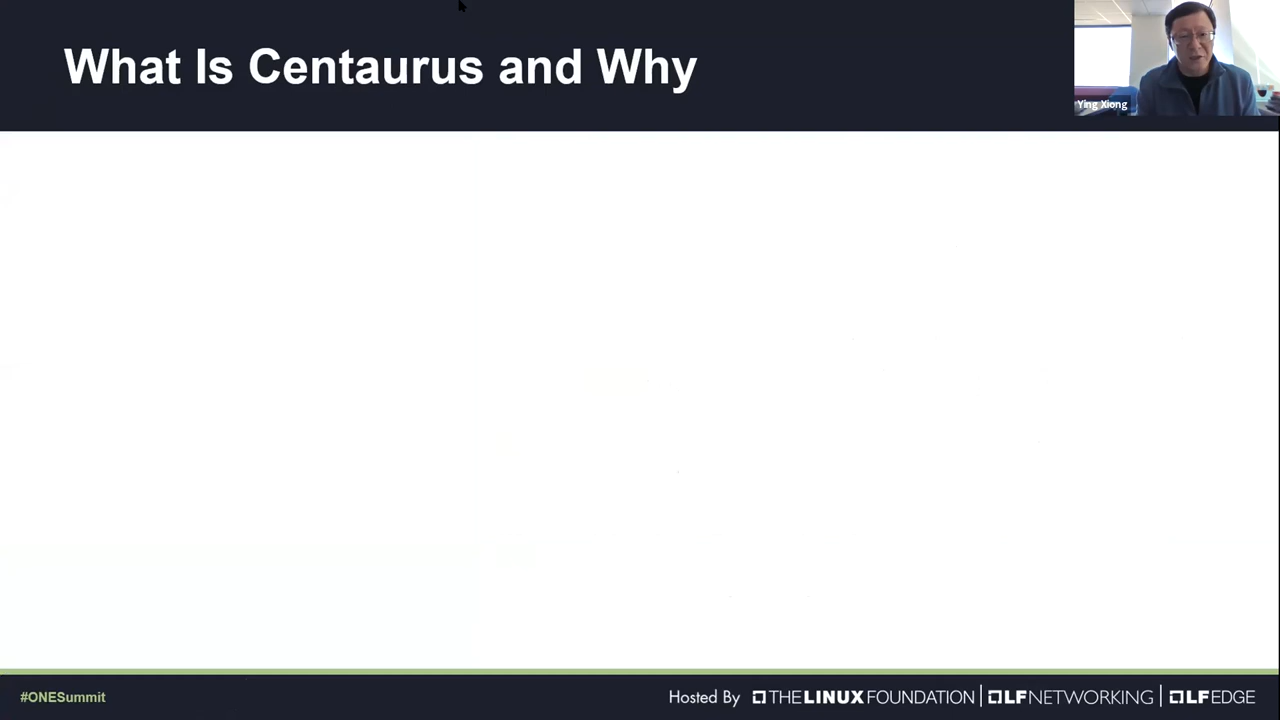 What Is Centaurus and Why
Ying Xiong
#ONESummit
Hosted By THE LINUX FOUNDATION | LF NETWORKING | LF EDGE